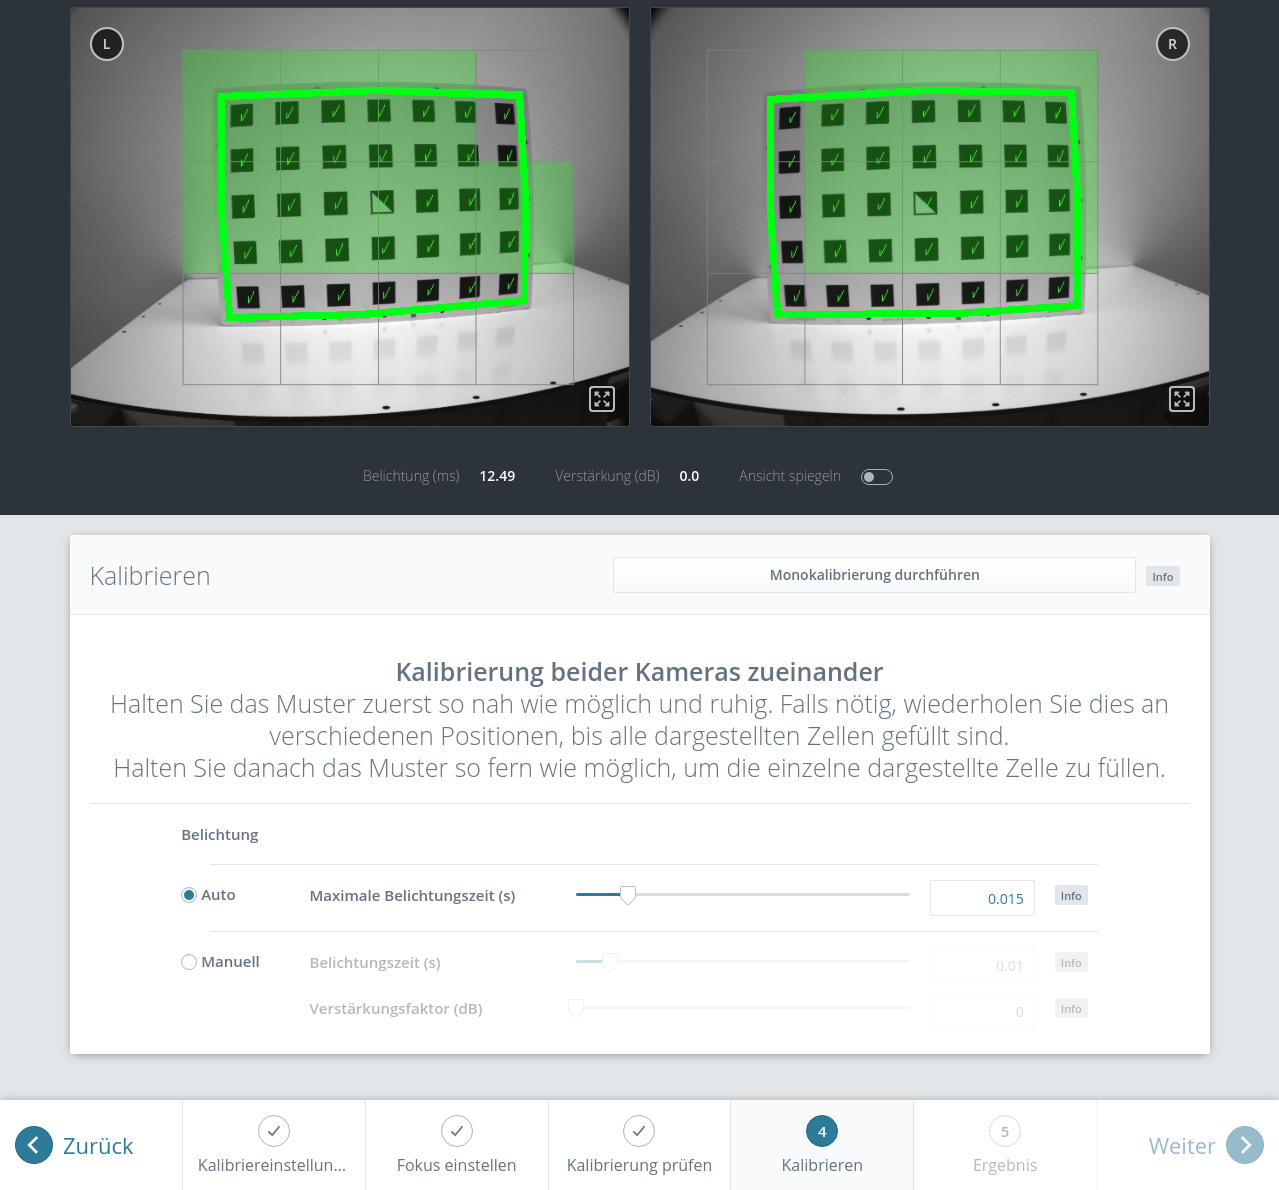 L
R
Belichtung (ms) 12.49 Verstärkung (dB) 0.0 Ansicht spiegeln
Kalibrieren Monokalibrierung durchführen Info
Kalibrierung beider Kameras zueinander
Halten Sie das Muster zuerst so nah wie möglich und ruhig. Falls nötig, wiederholen Sie dies an
verschiedenen Positionen, bis alle dargestellten Zellen gefüllt sind.
Halten Sie danach das Muster so fern wie möglich, um die einzelne dargestellte Zelle zu füllen.
Belichtung
Auto Maximale Belichtungszeit (s) 0.015 Info
Manuell Belichtungszeit (s) 0.01 Info
Verstärkungsfaktor (dB) 0 Info
Zurück
Kalibriereinstellun...
Fokus einstellen
Kalibrierung prüfen
4
Kalibrieren
5
Ergebnis
Weiter